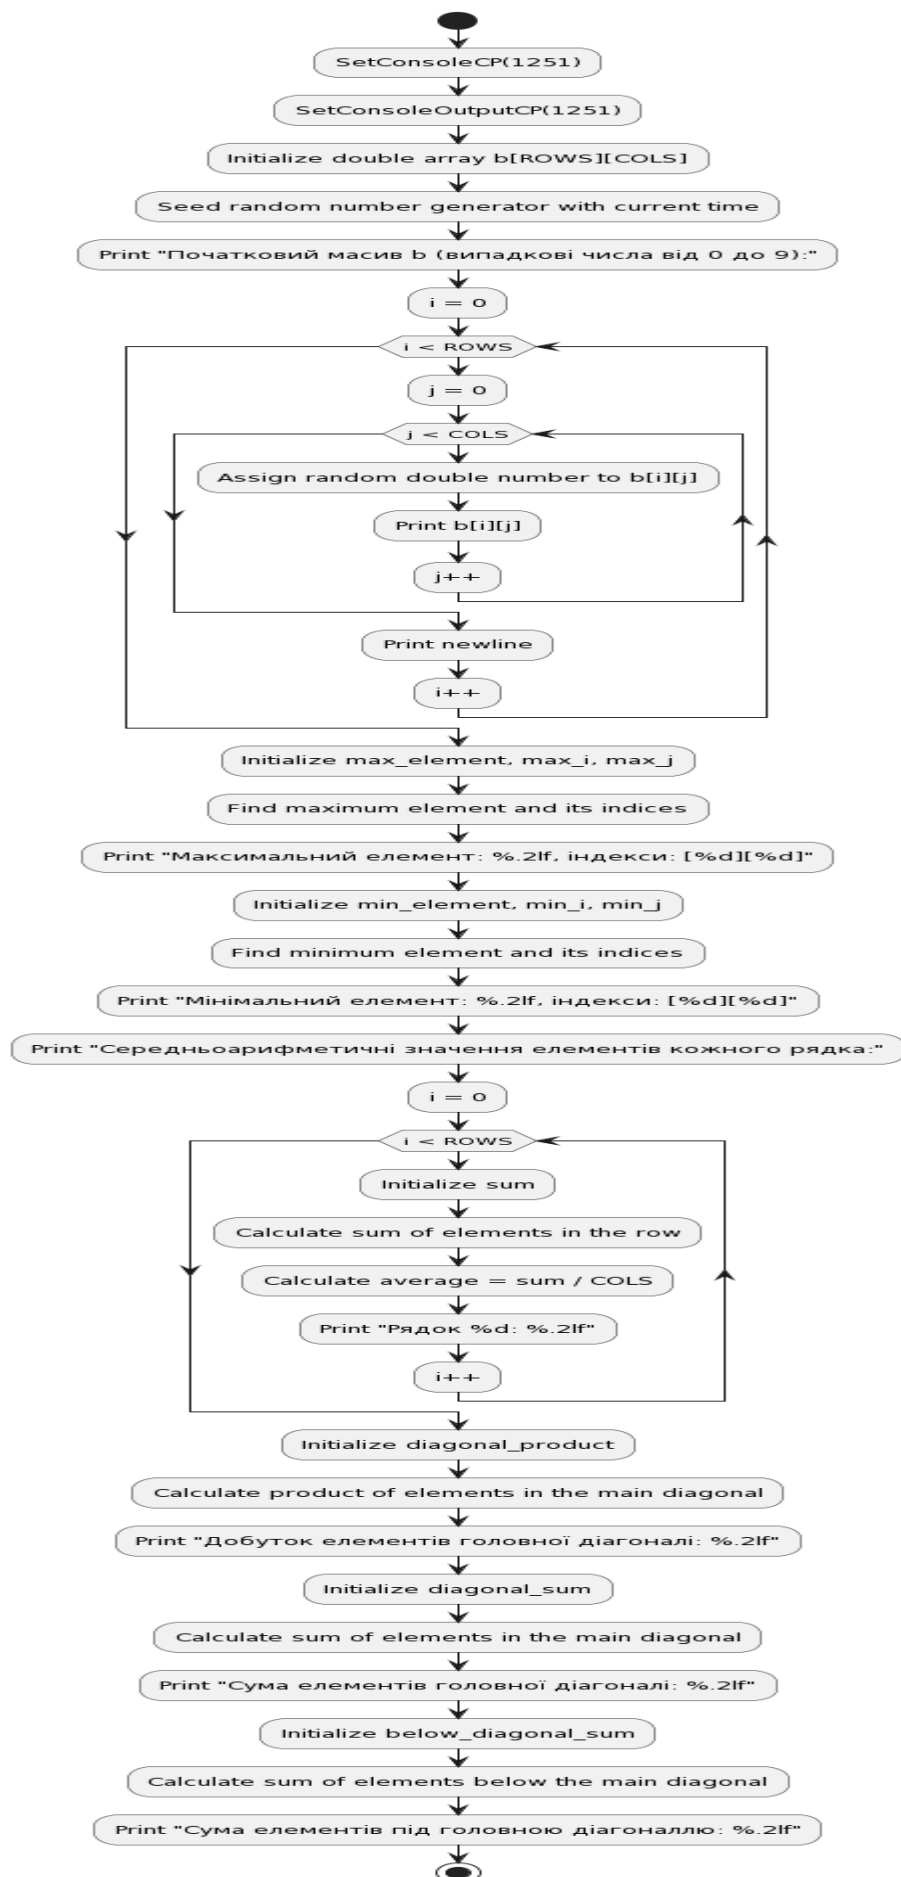 SetConsoleCP(1251)
SetConsoleOutputCP(1251)
Initialize double array b[ROWS][COLS]
Seed random number generator with current time
Print "Початковий масив b (випадкові числа від 0 до 9):"
i = 0
i < ROWS
j = 0
j < COLS
Assign random double number to b[i][j]
Print b[i][j]
j++
Print newline
i++
Initialize max_element, max_i, max_j
Find maximum element and its indices
Print "Максимальний елемент: %.2lf, індекси: [%d][%d]"
Initialize min_element, min_i, min_j
Find minimum element and its indices
Print "Мінімальний елемент: %.2lf, індекси: [%d][%d]"
Print "Середньоарифметичні значення елементів кожного рядка:"
i = 0
i < ROWS
Initialize sum
Calculate sum of elements in the row
Calculate average = sum / COLS
Print "Рядок %d: %.2lf"
i++
Initialize diagonal_product
Calculate product of elements in the main diagonal
Print "Добуток елементів головної діагоналі: %.2lf"
Initialize diagonal_sum
Calculate sum of elements in the main diagonal
Print "Сума елементів головної діагоналі: %.2lf"
Initialize below_diagonal_sum
Calculate sum of elements below the main diagonal
Print "Сума елементів під головною діагоналлю: %.2lf"